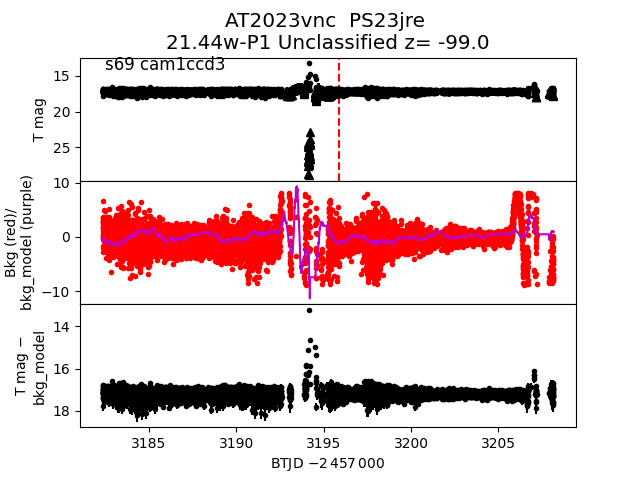 AT2023vnc  PS23jre
21.44w-P1 Unclassified z= -99.0
s69 cam1ccd3
15
20
25
T mag
10
0
−10
Bkg (red)/
bkg_model (purple)
14
16
18
T mag −
bkg_model
3185
3190
3195
3200
3205
BTJD −2 457 000